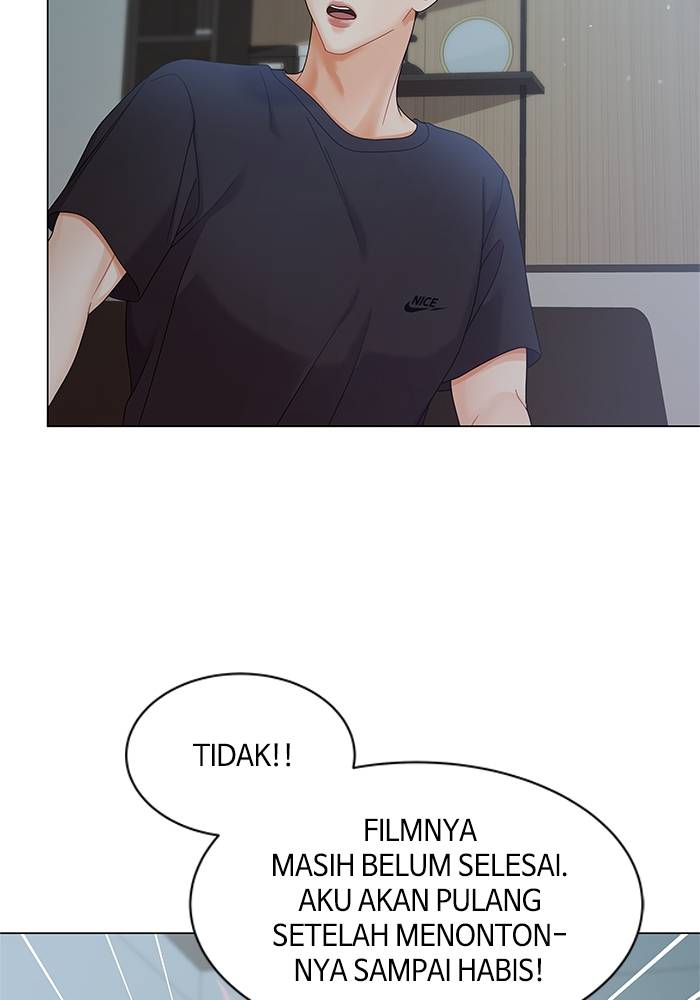 NICE
TIDAK!!
FILMNYA
MASIH BELUM SELESAI.
AKU AKAN PULANG
SETELAH MENONTON-
NYA SAMPAI HABIS!